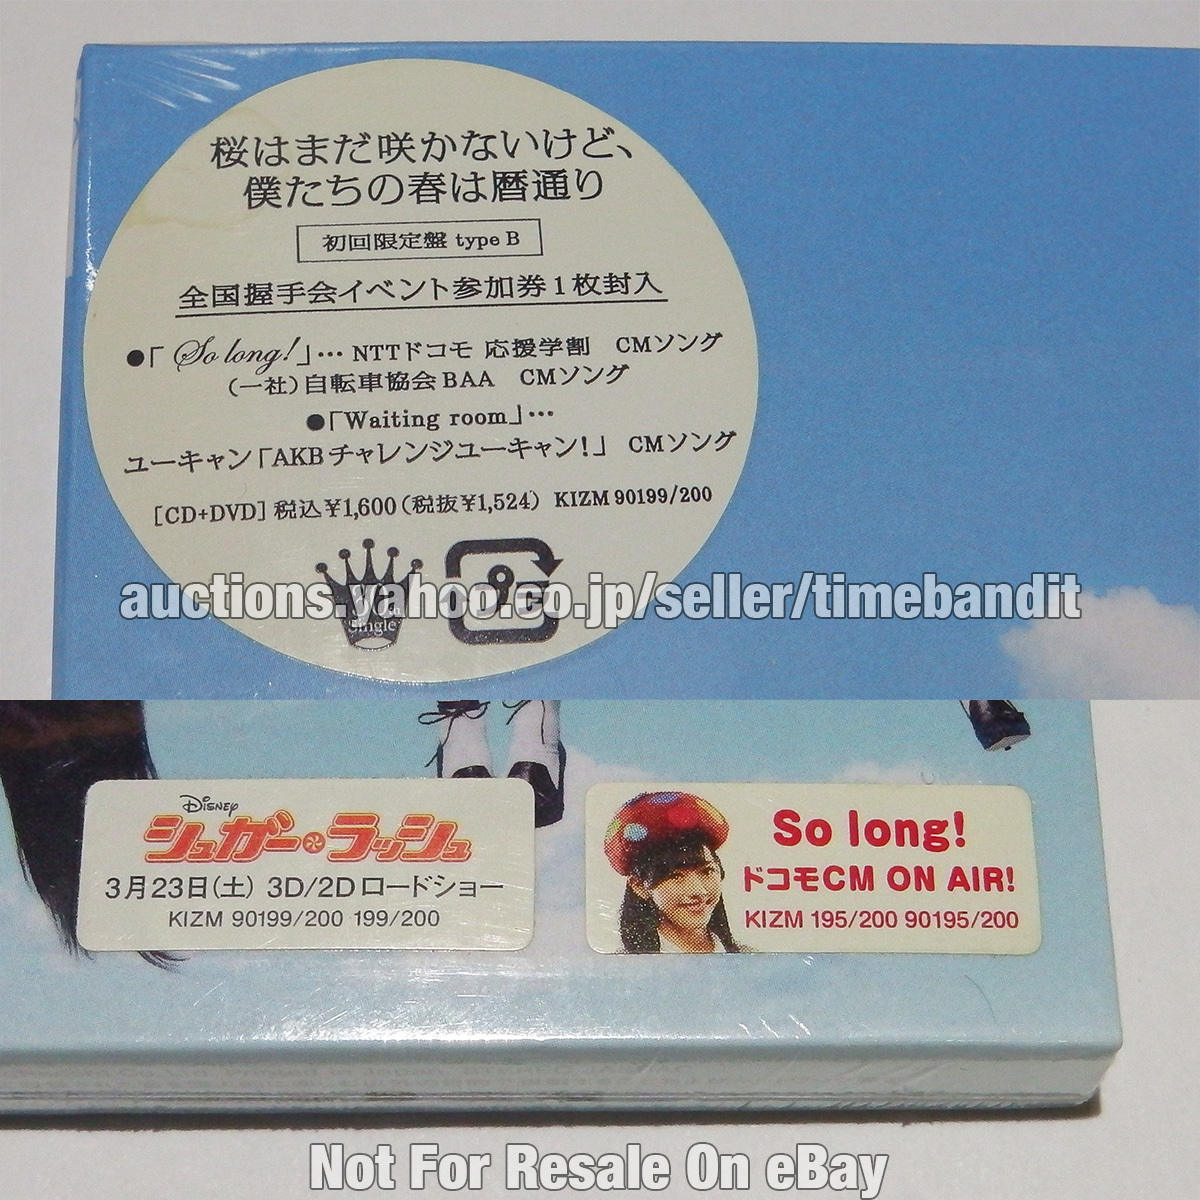 桜はまだ咲かないけど、
僕たちの春は暦通り
初回限定盤 type B
全国握手会イベント参加券1枚封入
●「So long!」… NTTドコモ 応援学割 CMソング
(一社)自転車協会BAA CMソング
●「Waiting room」…
ユーキャン「AKBチャレンジユーキャン!」 CMソング
[CD+DVD] 税込¥1,600(税抜¥1,524) KIZM 90199/200
Single
auctions.yahoo.co.jp/seller/timebandit
DISNEY
シュガー・ラッシュ
3月23日(土) 3D/2Dロードショー
KIZM 90199/200 199/200
So long!
ドコモCM ON AIR!
KIZM 195/200 90195/200
Not For Resale On eBay